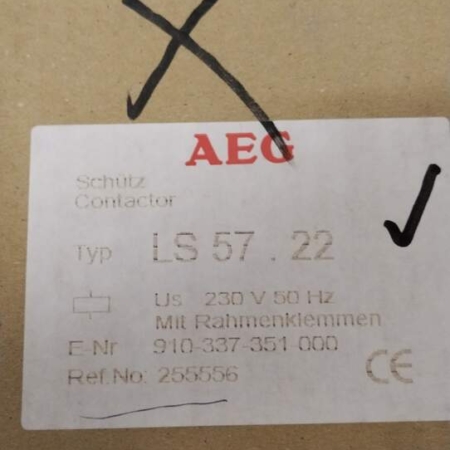 AEG
Schütz
Contactor
Typ LS 57 . 22
Us 230 V 50 Hz
Mit Rahmenklemmen
E-Nr 910-337-351-000
Ref.No: 255556
CE